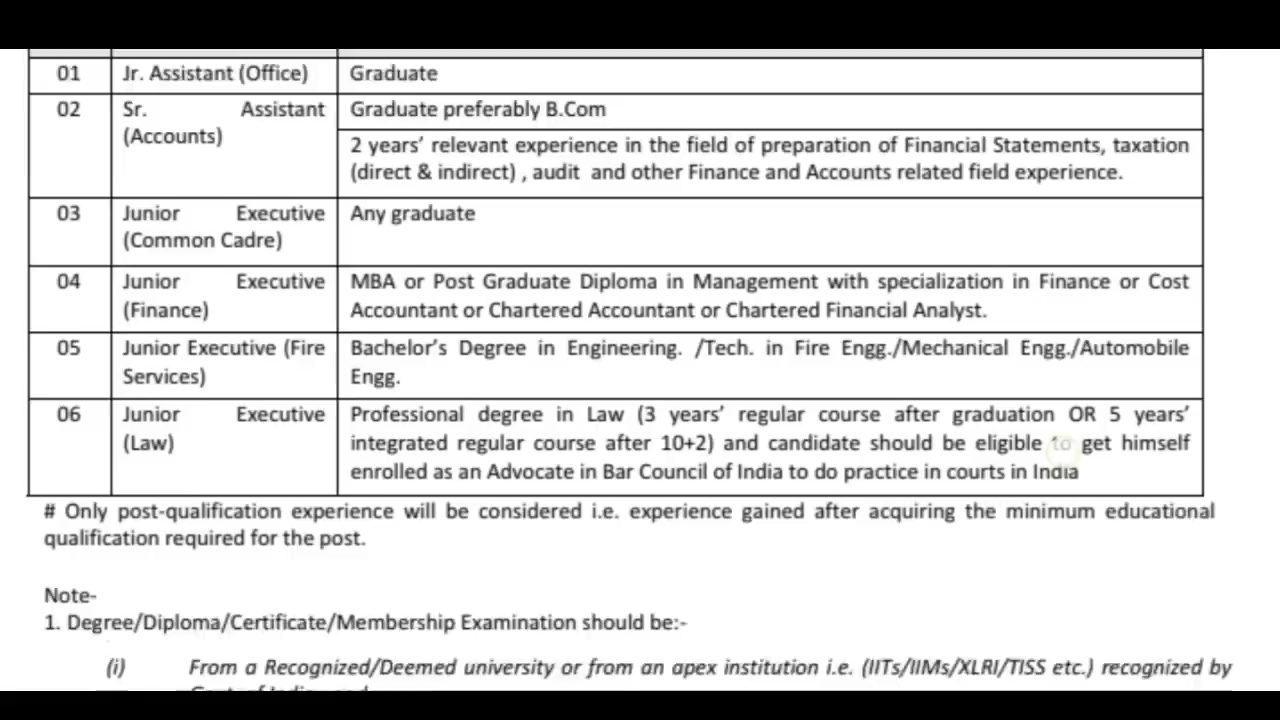 01 Jr. Assistant (Office) Graduate
02 Sr. Assistant (Accounts) Graduate preferably B.Com
2 years' relevant experience in the field of preparation of Financial Statements, taxation
(direct & indirect) , audit and other Finance and Accounts related field experience.
03 Junior Executive (Common Cadre) Any graduate
04 Junior Executive (Finance) MBA or Post Graduate Diploma in Management with specialization in Finance or Cost
Accountant or Chartered Accountant or Chartered Financial Analyst.
05 Junior Executive (Fire Services) Bachelor's Degree in Engineering. /Tech. in Fire Engg./Mechanical Engg./Automobile
Engg.
06 Junior Executive (Law) Professional degree in Law (3 years' regular course after graduation OR 5 years'
integrated regular course after 10+2) and candidate should be eligible to get himself
enrolled as an Advocate in Bar Council of India to do practice in courts in India
# Only post-qualification experience will be considered i.e. experience gained after acquiring the minimum educational
qualification required for the post.
Note-
1. Degree/Diploma/Certificate/Membership Examination should be:-
(i) From a Recognized/Deemed university or from an apex institution i.e. (IITs/IIMs/XLRI/TISS etc.) recognized by